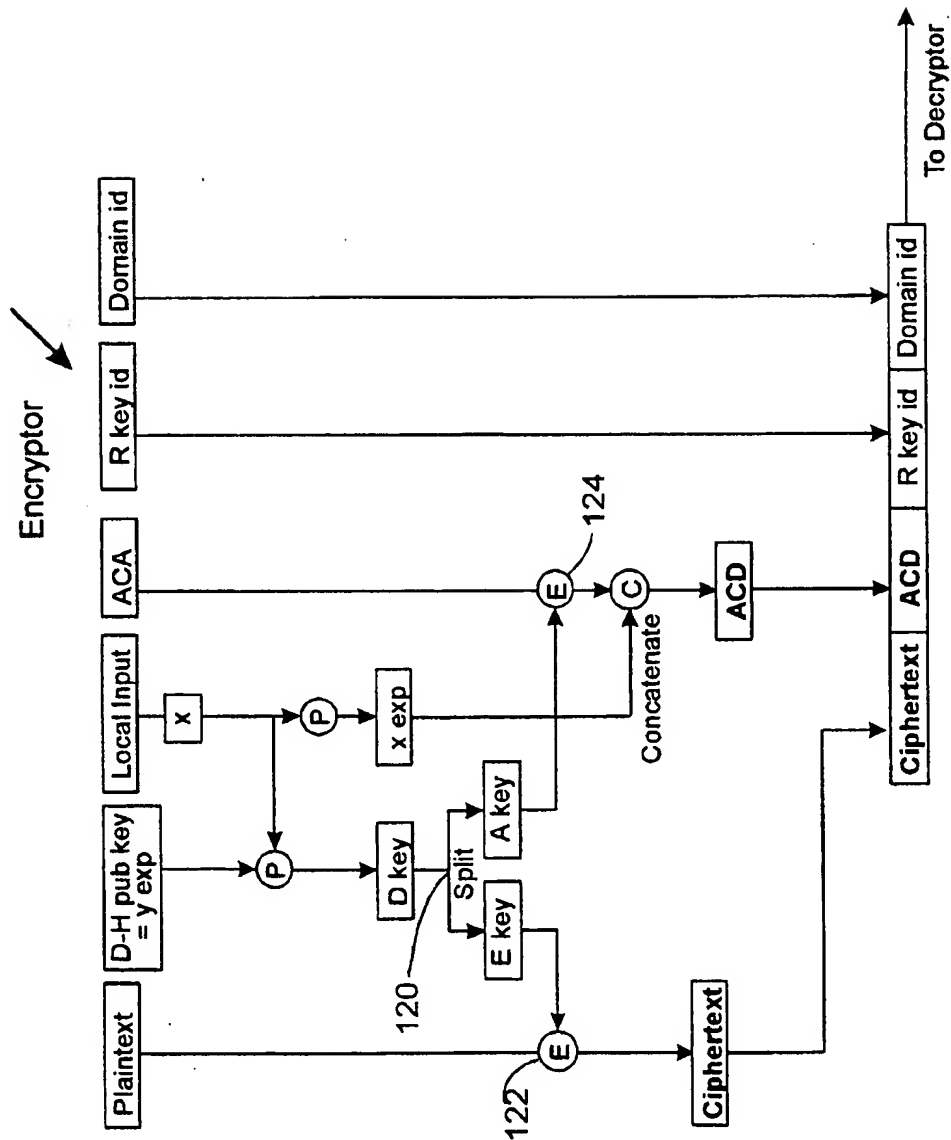 Encryptor
Plaintext
D-H pub key
= y exp
Local Input
ACA
R key id
Domain id
x
P
P
D key
x exp
120
Split
E key
A key
122
E
E
124
C
Concatenate
Ciphertext
ACD
Ciphertext
ACD
R key id
Domain id
To Decryptor